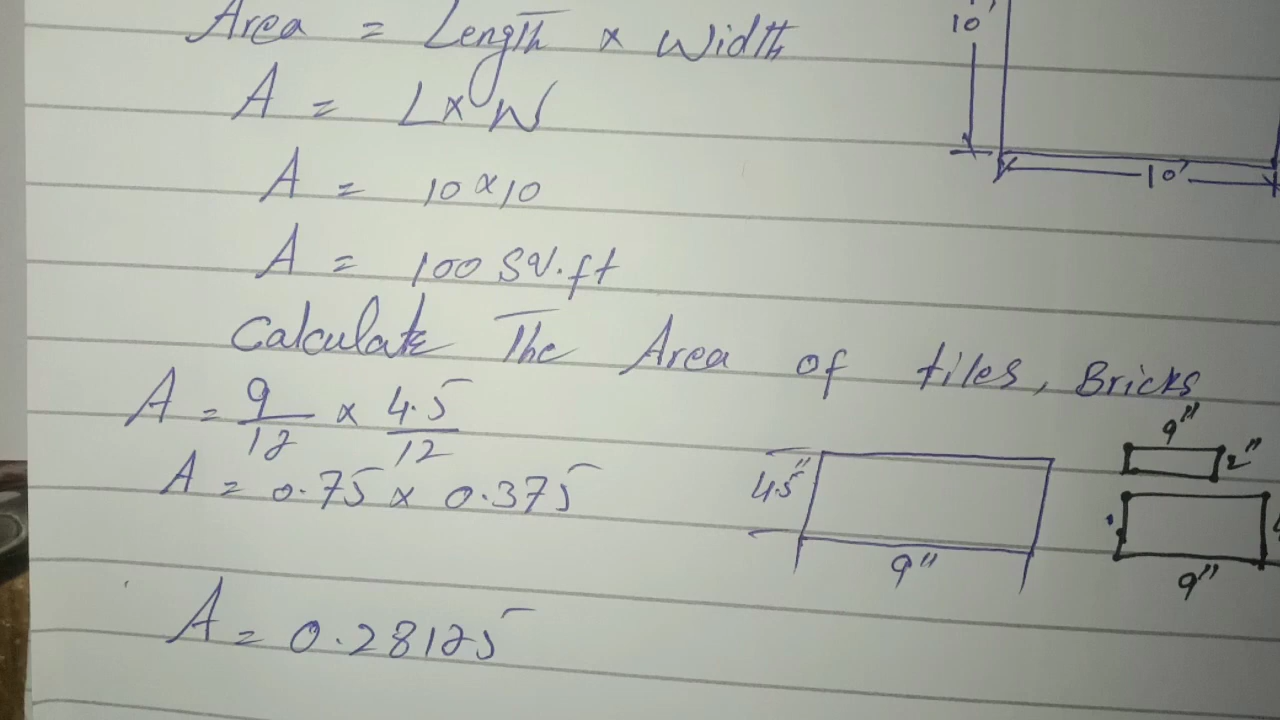 Area = Length x Width
A = L x W
A = 10 x 10
A = 100 SQ.ft
10'
10'
Calculate The Area of tiles, Bricks
A = 9/12 x 4.5/12
A = 0.75 x 0.375
A = 0.28125
4.5"
9"
9"
2"
9"